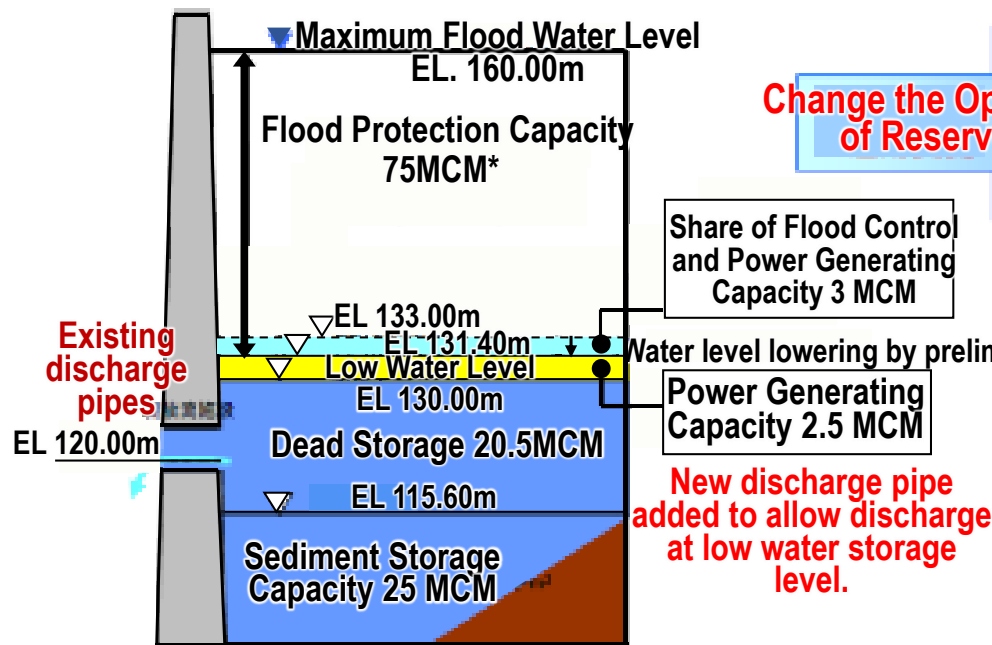 Maximum Flood Water Level
EL. 160.00m
Flood Protection Capacity
75MCM*
Change the Op
of Reserv
Share of Flood Control
and Power Generating
Capacity 3 MCM
EL 133.00m
EL 131.40m
Water level lowering by prelim
Low Water Level
EL 130.00m
Power Generating
Capacity 2.5 MCM
Existing
discharge
pipes
EL 120.00m
Dead Storage 20.5MCM
EL 115.60m
New discharge pipe
added to allow discharge
at low water storage
level.
Sediment Storage
Capacity 25 MCM